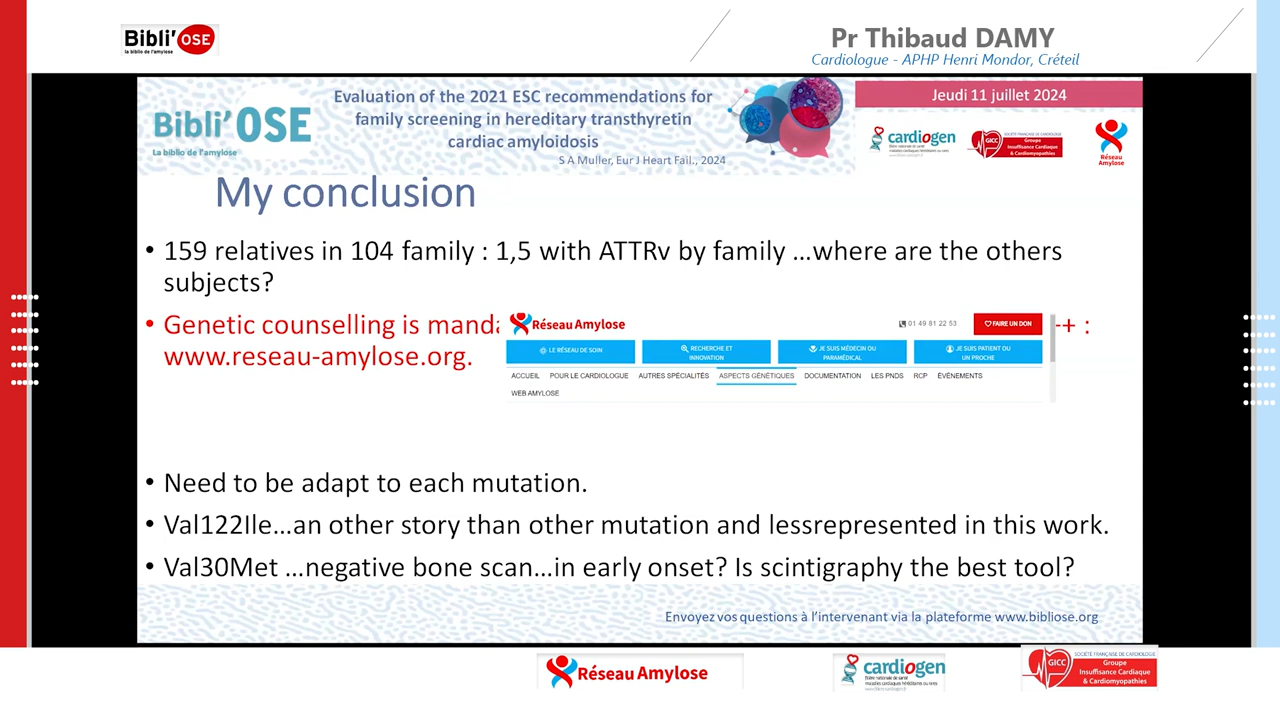 Bibli'OSE
la biblio de l'amylose
Pr Thibaud DAMY
Cardiologue - APHP Henri Mondor, Créteil
Bibli'OSE
La biblio de l'amylose
Evaluation of the 2021 ESC recommendations for
family screening in hereditary transthyretin
cardiac amyloidosis
S A Muller, Eur J Heart Fail., 2024
Jeudi 11 juillet 2024
cardiogen
SOCIÉTÉ FRANÇAISE DE CARDIOLOGIE
GICC
Groupe
Insuffisance Cardiaque
& Cardiomyopathies
Réseau
Amylose
My conclusion
• 159 relatives in 104 family : 1,5 with ATTRv by family ...where are the others
subjects?
• Genetic counselling is manda
+ :
www.reseau-amylose.org.
Réseau Amylose
01 49 81 22 53
FAIRE UN DON
LE RÉSEAU DE SOIN
RECHERCHE ET
INNOVATION
JE SUIS MÉDECIN OU
PARAMÉDICAL
JE SUIS PATIENT OU
UN PROCHE
ACCUEIL POUR LE CARDIOLOGUE AUTRES SPÉCIALITÉS ASPECTS GÉNÉTIQUES DOCUMENTATION LES PNDS RCP ÉVÉNEMENTS
WEB AMYLOSE
• Need to be adapt to each mutation.
• Val122Ile...an other story than other mutation and lessrepresented in this work.
• Val30Met ...negative bone scan...in early onset? Is scintigraphy the best tool?
Envoyez vos questions à l'intervenant via la plateforme www.bibliose.org
Réseau Amylose
cardiogen
SOCIÉTÉ FRANÇAISE DE CARDIOLOGIE
GICC
Groupe
Insuffisance Cardiaque
& Cardiomyopathies